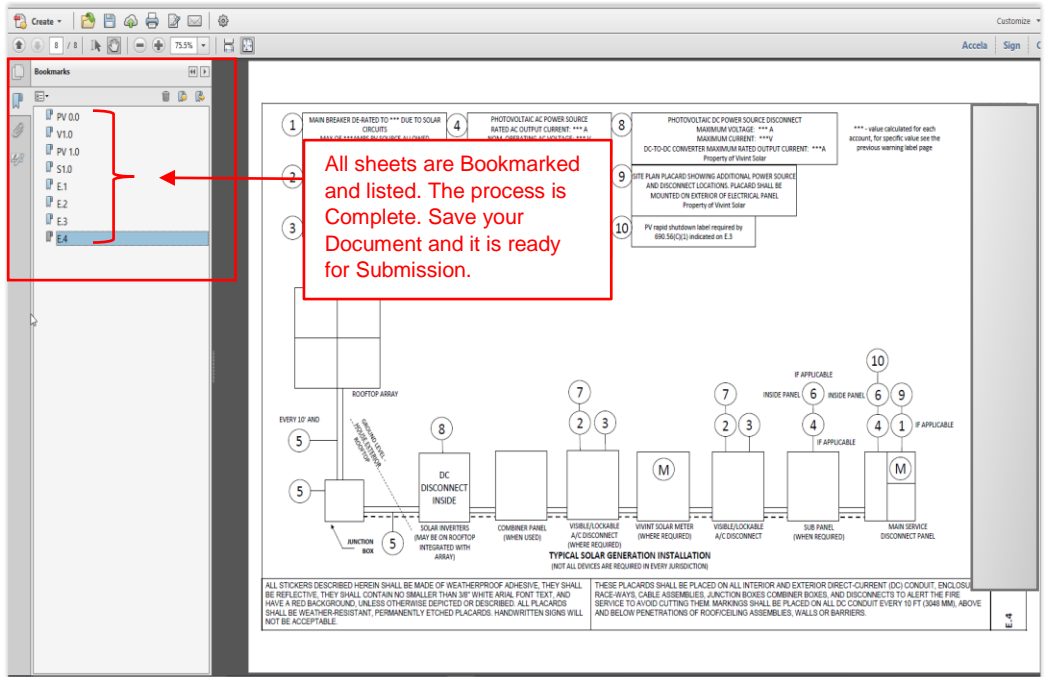 Create
Customize
8 / 8
75.5%
Accela
Sign
C
Bookmarks
PV 0.0
V1.0
PV 1.0
S1.0
E.1
E.2
E.3
E.4
All sheets are Bookmarked
and listed. The process is
Complete. Save your
Document and it is ready
for Submission.
1
MAIN BREAKER DE-RATED TO *** DUE TO SOLAR
CIRCUITS
4
PHOTOVOLTAIC AC POWER SOURCE
RATED AC OUTPUT CURRENT: *** A
8
PHOTOVOLTAIC DC POWER SOURCE DISCONNECT
MAXIMUM VOLTAGE: *** A
MAXIMUM CURRENT: ***V
DC-TO-DC CONVERTER MAXIMUM RATED OUTPUT CURRENT: ***A
Property of Vivint Solar
*** - value calculated for each
account, for specific value see the
previous warning label page
2
9
SITE PLAN PLACARD SHOWING ADDITIONAL POWER SOURCE
AND DISCONNECT LOCATIONS. PLACARD SHALL BE
MOUNTED ON EXTERIOR OF ELECTRICAL PANEL
Property of Vivint Solar
3
10
PV rapid shutdown label required by
690.56(C)(1) indicated on E.3
ROOFTOP ARRAY
EVERY 10' AND
5
GROUND LEVEL -
HOUSE EXTERIOR
ROOFTOP
5
JUNCTION
BOX
5
8
DC
DISCONNECT
INSIDE
SOLAR INVERTERS
(MAY BE ON ROOFTOP
INTEGRATED WITH
ARRAY)
COMBINER PANEL
(WHEN USED)
7
2
3
VISIBLE/LOCKABLE
A/C DISCONNECT
(WHERE REQUIRED)
M
VIVINT SOLAR METER
(WHERE REQUIRED)
7
2
3
VISIBLE/LOCKABLE
A/C DISCONNECT
IF APPLICABLE
INSIDE PANEL
6
4
IF APPLICABLE
SUB PANEL
(WHEN REQUIRED)
10
INSIDE PANEL
6
9
4
1
IF APPLICABLE
M
MAIN SERVICE
DISCONNECT PANEL
TYPICAL SOLAR GENERATION INSTALLATION
(NOT ALL DEVICES ARE REQUIRED IN EVERY JURISDICTION)
ALL STICKERS DESCRIBED HEREIN SHALL BE MADE OF WEATHERPROOF ADHESIVE, THEY SHALL
BE REFLECTIVE, THEY SHALL CONTAIN NO SMALLER THAN 3/8" WHITE ARIAL FONT TEXT, AND
HAVE A RED BACKGROUND, UNLESS OTHERWISE DEPICTED OR DESCRIBED. ALL PLACARDS
SHALL BE WEATHER-RESISTANT, PERMANENTLY ETCHED PLACARDS. HANDWRITTEN SIGNS WILL
NOT BE ACCEPTABLE.
THESE PLACARDS SHALL BE PLACED ON ALL INTERIOR AND EXTERIOR DIRECT-CURRENT (DC) CONDUIT, ENCLOSU
RACE-WAYS, CABLE ASSEMBLIES, JUNCTION BOXES COMBINER BOXES, AND DISCONNECTS TO ALERT THE FIRE
SERVICE TO AVOID CUTTING THEM. MARKINGS SHALL BE PLACED ON ALL DC CONDUIT EVERY 10 FT (3048 MM), ABOVE
AND BELOW PENETRATIONS OF ROOF/CEILING ASSEMBLIES, WALLS OR BARRIERS.
E.4